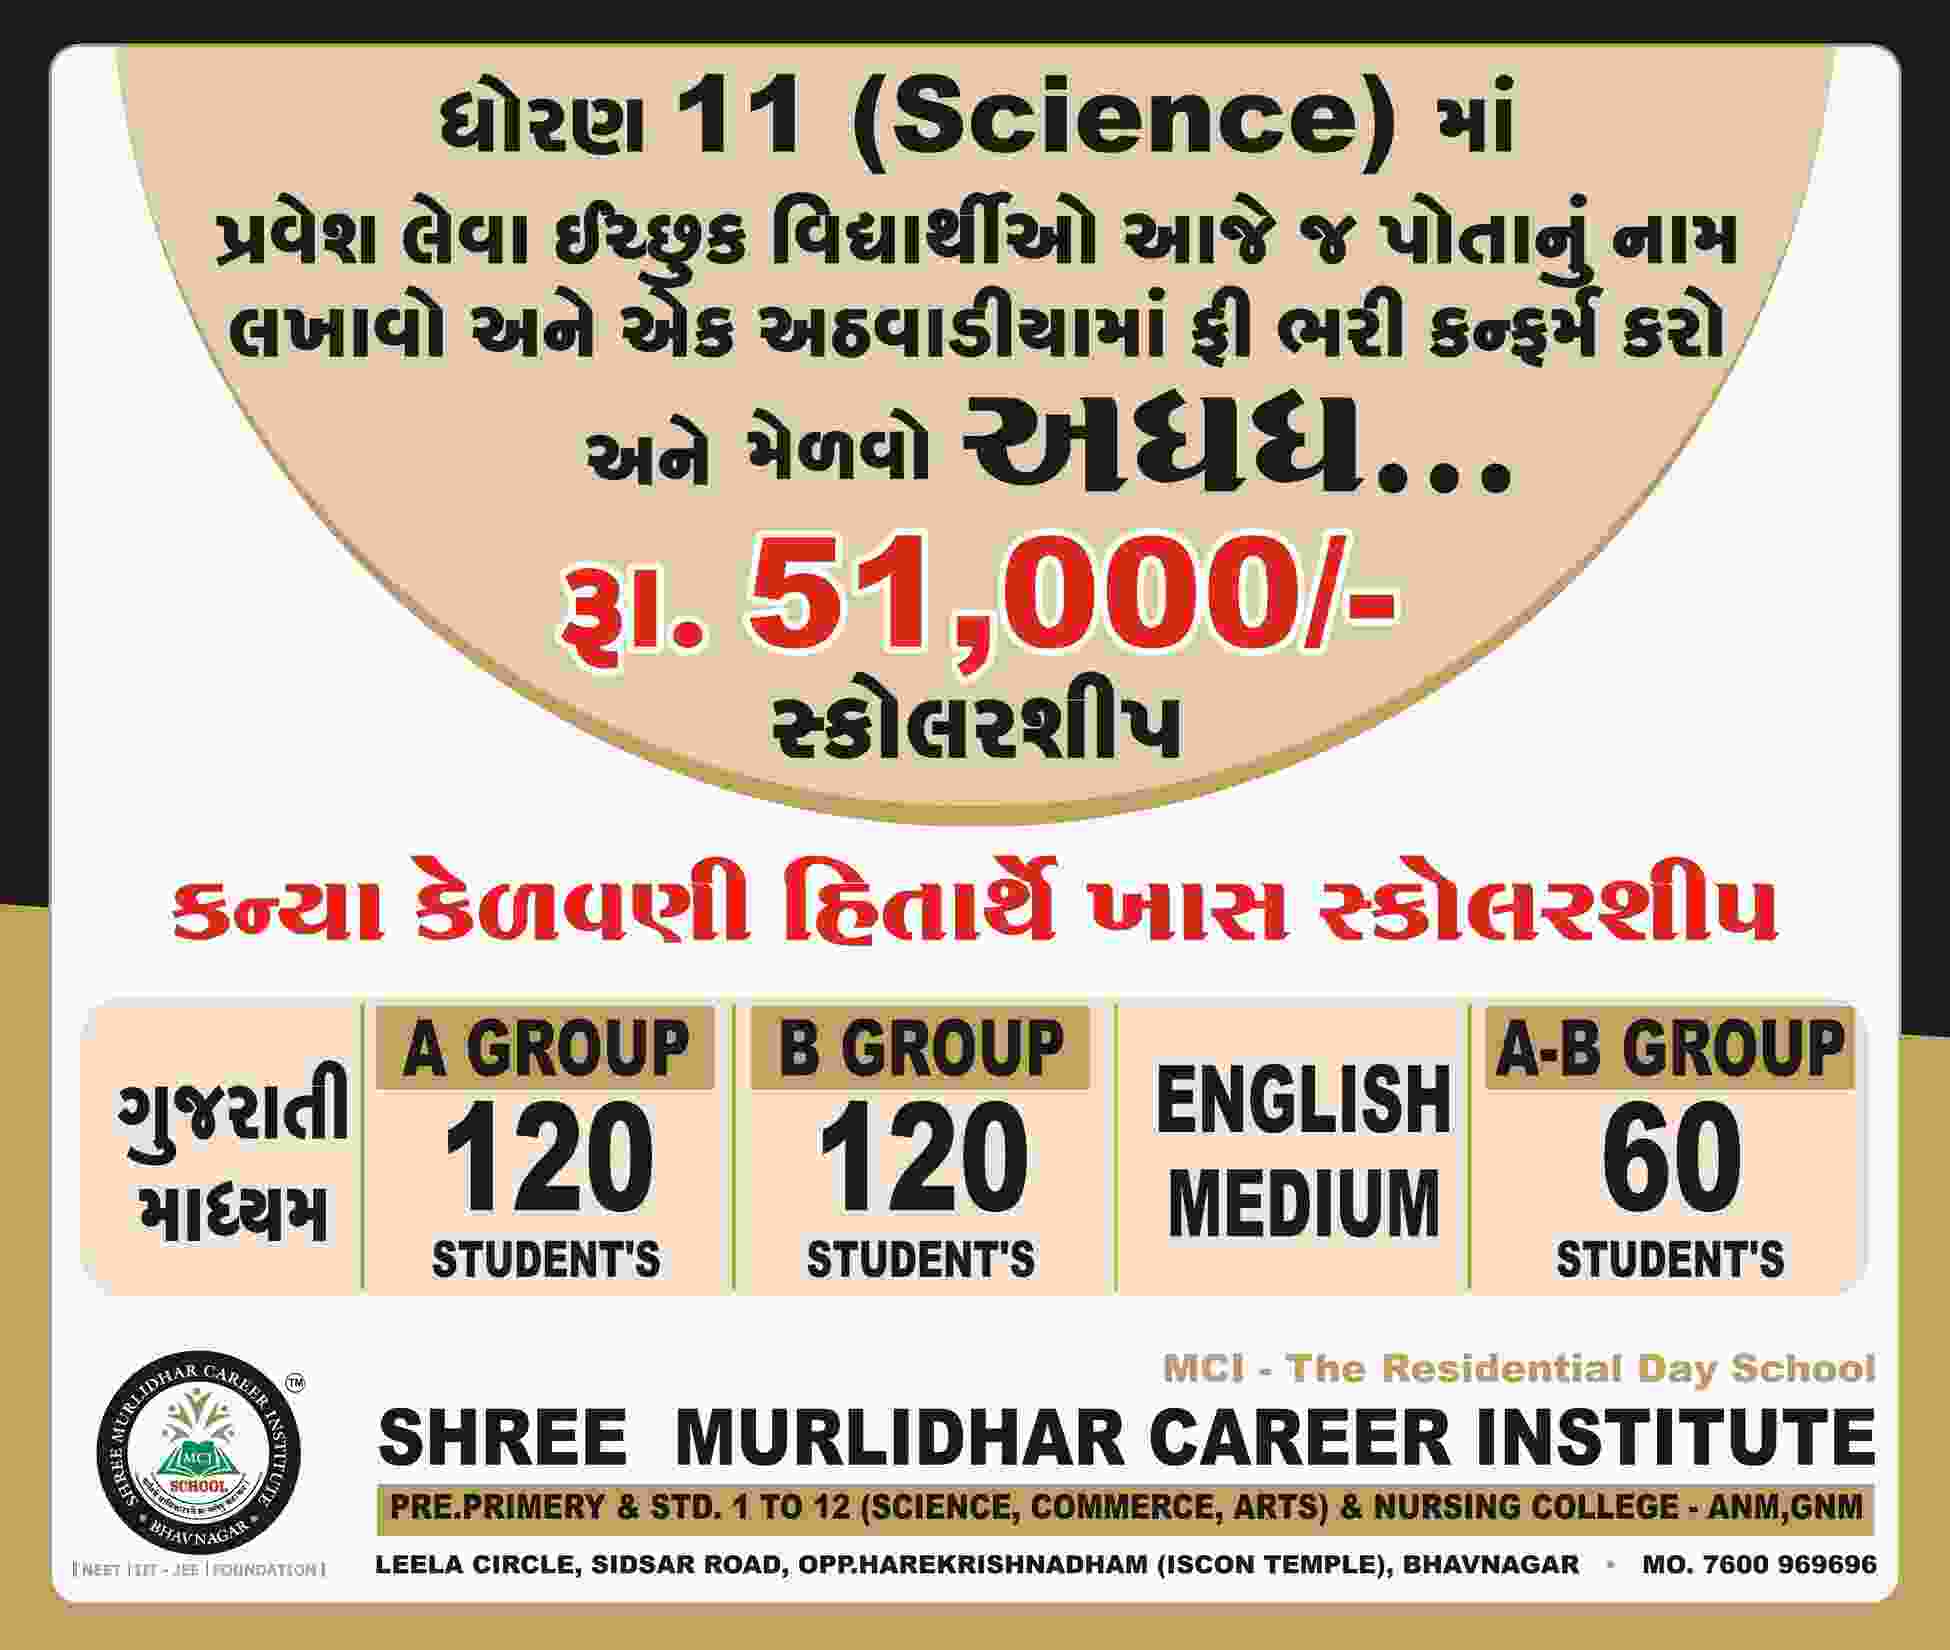 ધોરણ 11 (Science) માં
પ્રવેશ લેવા ઈચ્છુક વિદ્યાર્થીઓ આજે જ પોતાનું નામ
લખાવો અને એક અઠવાડીયામાં ફી ભરી કન્ફર્મ કરો
અને મેળવો અધધ...
રૂા. 51,000/-
સ્કોલરશીપ
કન્યા કેળવણી હિતાર્થે ખાસ સ્કોલરશીપ
ગુજરાતી
માધ્યમ
A GROUP
120
STUDENT'S
B GROUP
120
STUDENT'S
ENGLISH
MEDIUM
A-B GROUP
60
STUDENT'S
MCI - The Residential Day School
SHREE MURLIDHAR CAREER INSTITUTE
PRE.PRIMERY & STD. 1 TO 12 (SCIENCE, COMMERCE, ARTS) & NURSING COLLEGE - ANM,GNM
LEELA CIRCLE, SIDSAR ROAD, OPP.HAREKRISHNADHAM (ISCON TEMPLE), BHAVNAGAR • MO. 7600 969696
SHREE MURLIDHAR CAREER INSTITUTE
TM
MCI
SCHOOL
* BHAVNAGAR *
| NEET | IIT - JEE | FOUNDATION |